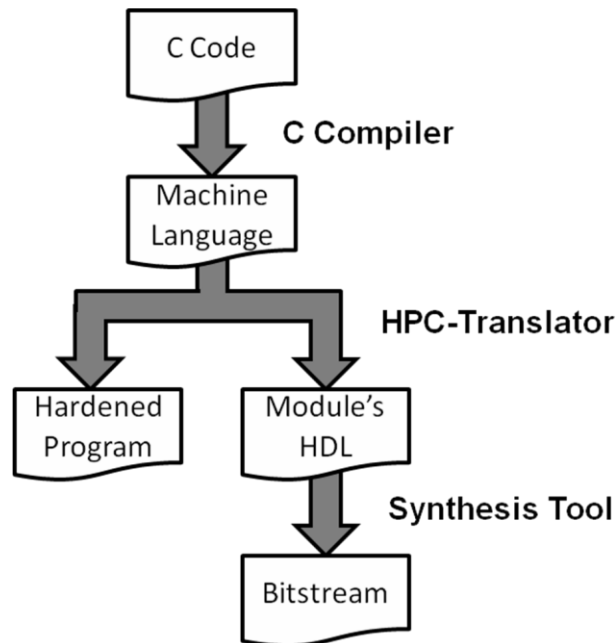 C Code
C Compiler
Machine
Language
HPC-Translator
Hardened
Program
Module's
HDL
Synthesis Tool
Bitstream